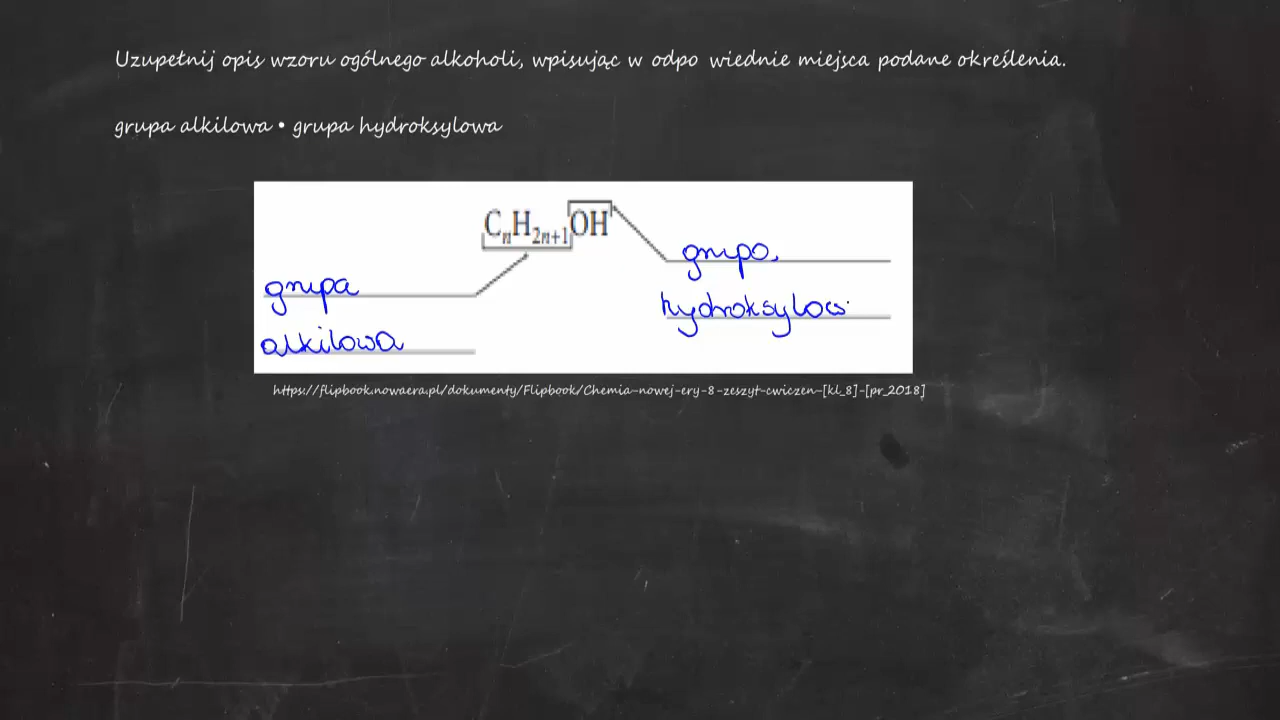 Uzupełnij opis wzoru ogólnego alkoholi, wpisując w odpo wiednie miejsca podane określenia.
grupa alkilowa • grupa hydroksylowa
CnH2n+1OH
grupa
alkilowa
grupa
hydroksylow
https://flipbook.nowaera.pl/dokumenty/Flipbook/Chemia-nowej-ery-8-zeszyt-cwiczen-[kl_8]-[pr_2018]